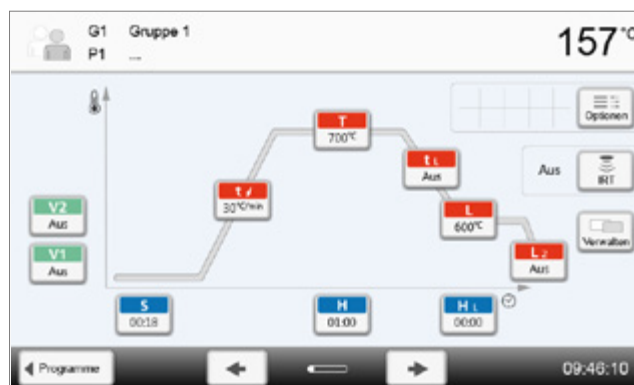 G1 Gruppe 1
P1 ...
157°C
T
700°C
Optionen
t L
Aus
Aus
IRT
t
30°C/min
V2
Aus
L
600°C
Verwalten
V1
Aus
L 2
Aus
S
00:18
H
01:00
H L
00:00
Programme
09:46:10